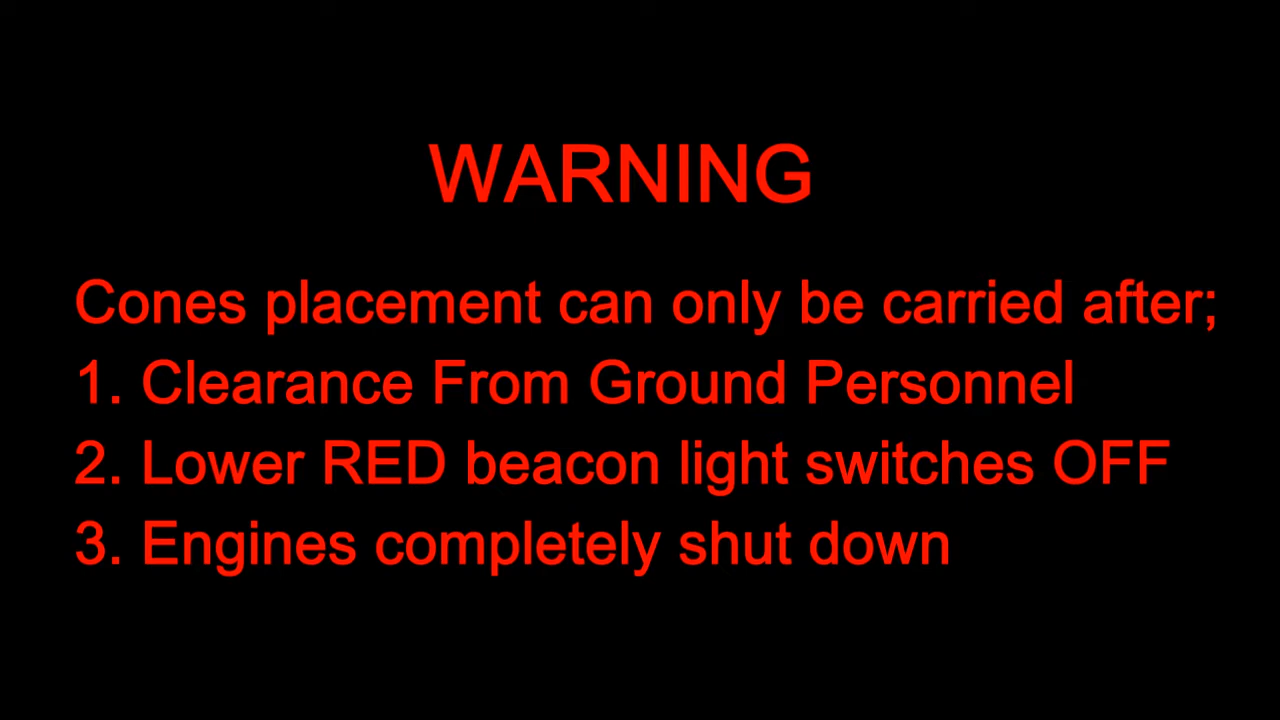 WARNING
Cones placement can only be carried after;
1. Clearance From Ground Personnel
2. Lower RED beacon light switches OFF
3. Engines completely shut down